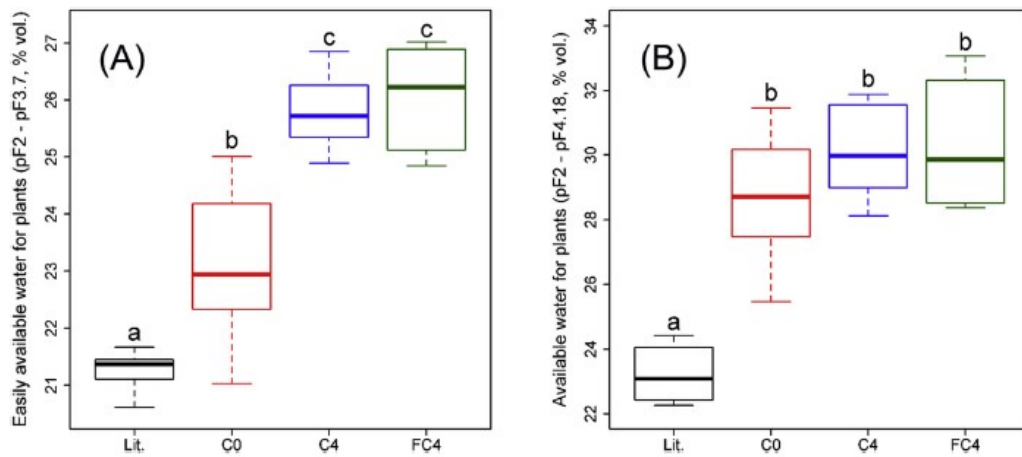 (A)
Easily available water for plants (pF2 - pF3.7, % vol.)
27
26
25
24
23
22
21
a
b
c
c
Lit.
C0
C4
FC4
(B)
Available water for plants (pF2 - pF4.18, % vol.)
34
32
30
28
26
24
22
a
b
b
b
Lit.
C0
C4
FC4